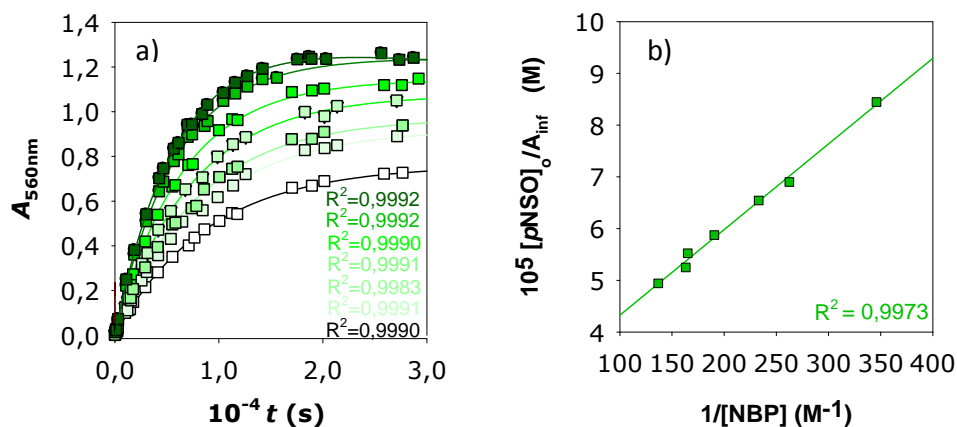 a)
1,4
1,2
1,0
0,8
0,6
0,4
0,2
0,0
A560nm
R²=0,9992
R²=0,9992
R²=0,9990
R²=0,9991
R²=0,9983
R²=0,9991
R²=0,9990
0,0 1,0 2,0 3,0
10⁻⁴ t (s)
b)
10
9
8
7
6
5
4
10⁵ [pNSO]o/Ainf (M)
R² = 0,9973
100 150 200 250 300 350 400
1/[NBP] (M⁻¹)